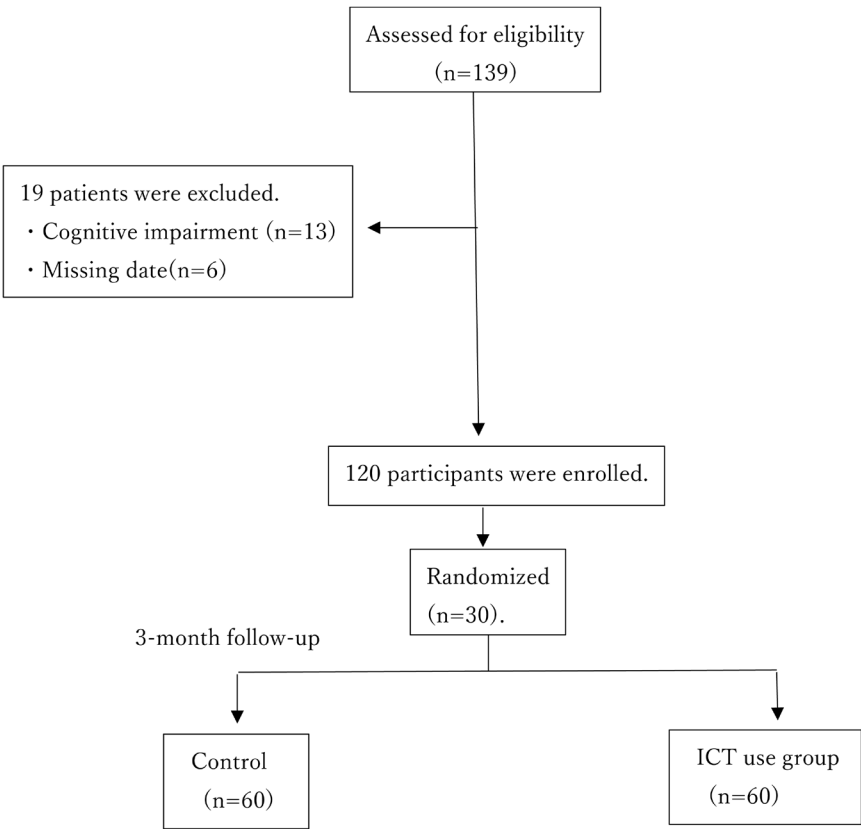 Assessed for eligibility
(n=139)
19 patients were excluded.
・Cognitive impairment (n=13)
・Missing date(n=6)
120 participants were enrolled.
Randomized
(n=30).
3-month follow-up
Control
(n=60)
ICT use group
(n=60)